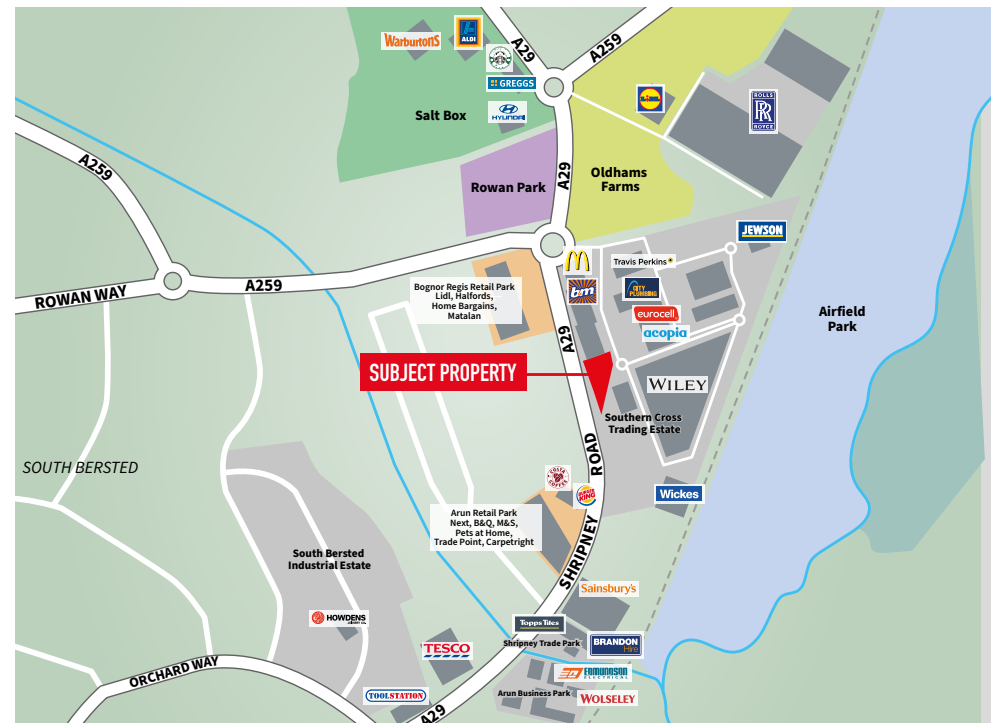 Warburtons
ALDI
A29
A259
GREGGS
HYUNDAI
Salt Box
LIDL
ROLLS
RR
ROYCE
A259
Rowan Park
A29
Oldhams
Farms
JEWSON
Travis Perkins
Bognor Regis Retail Park
Lidl, Halfords,
Home Bargains,
Matalan
bm
CITY
PLUMBING
eurocell
acopia
ROWAN WAY
A259
A29
Airfield
Park
SUBJECT PROPERTY
WILEY
Southern Cross
Trading Estate
SOUTH BERSTED
SHRIPNEY ROAD
COSTA
COFFEE
BURGER
KING
Wickes
Arun Retail Park
Next, B&Q, M&S,
Pets at Home,
Trade Point, Carpetright
South Bersted
Industrial Estate
Sainsbury's
HOWDENS
Topps Tiles
Shripney Trade Park
BRANDON
Hire
TESCO
ORCHARD WAY
EDMUNDSON
ELECTRICAL
TOOLSTATION
Arun Business Park
WOLSELEY
A29